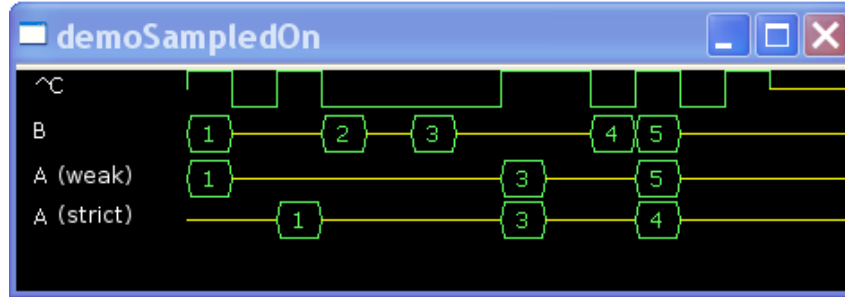 demoSampledOn
^C
B 1 2 3 4 5
A (weak) 1 3 5
A (strict) 1 3 4